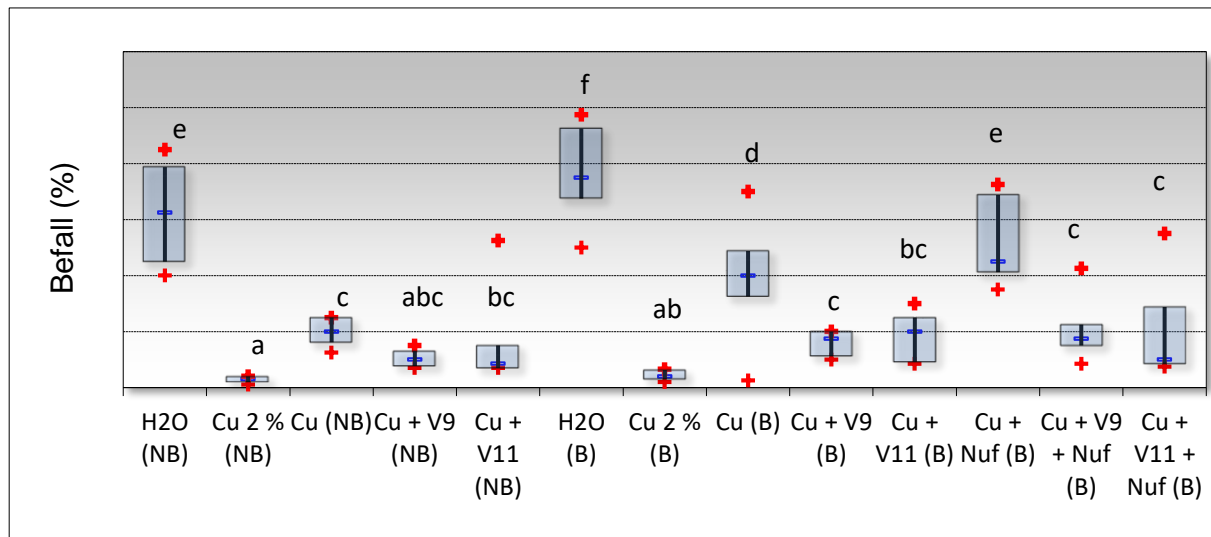 Befall (%)
e
a
c
abc
bc
f
ab
d
c
bc
e
c
c
H2O
(NB)
Cu 2 %
(NB)
Cu (NB)
Cu + V9
(NB)
Cu +
V11
(NB)
H2O
(B)
Cu 2 %
(B)
Cu (B)
Cu + V9
(B)
Cu +
V11 (B)
Cu +
Nuf (B)
Cu + V9
+ Nuf
(B)
Cu +
V11 +
Nuf (B)